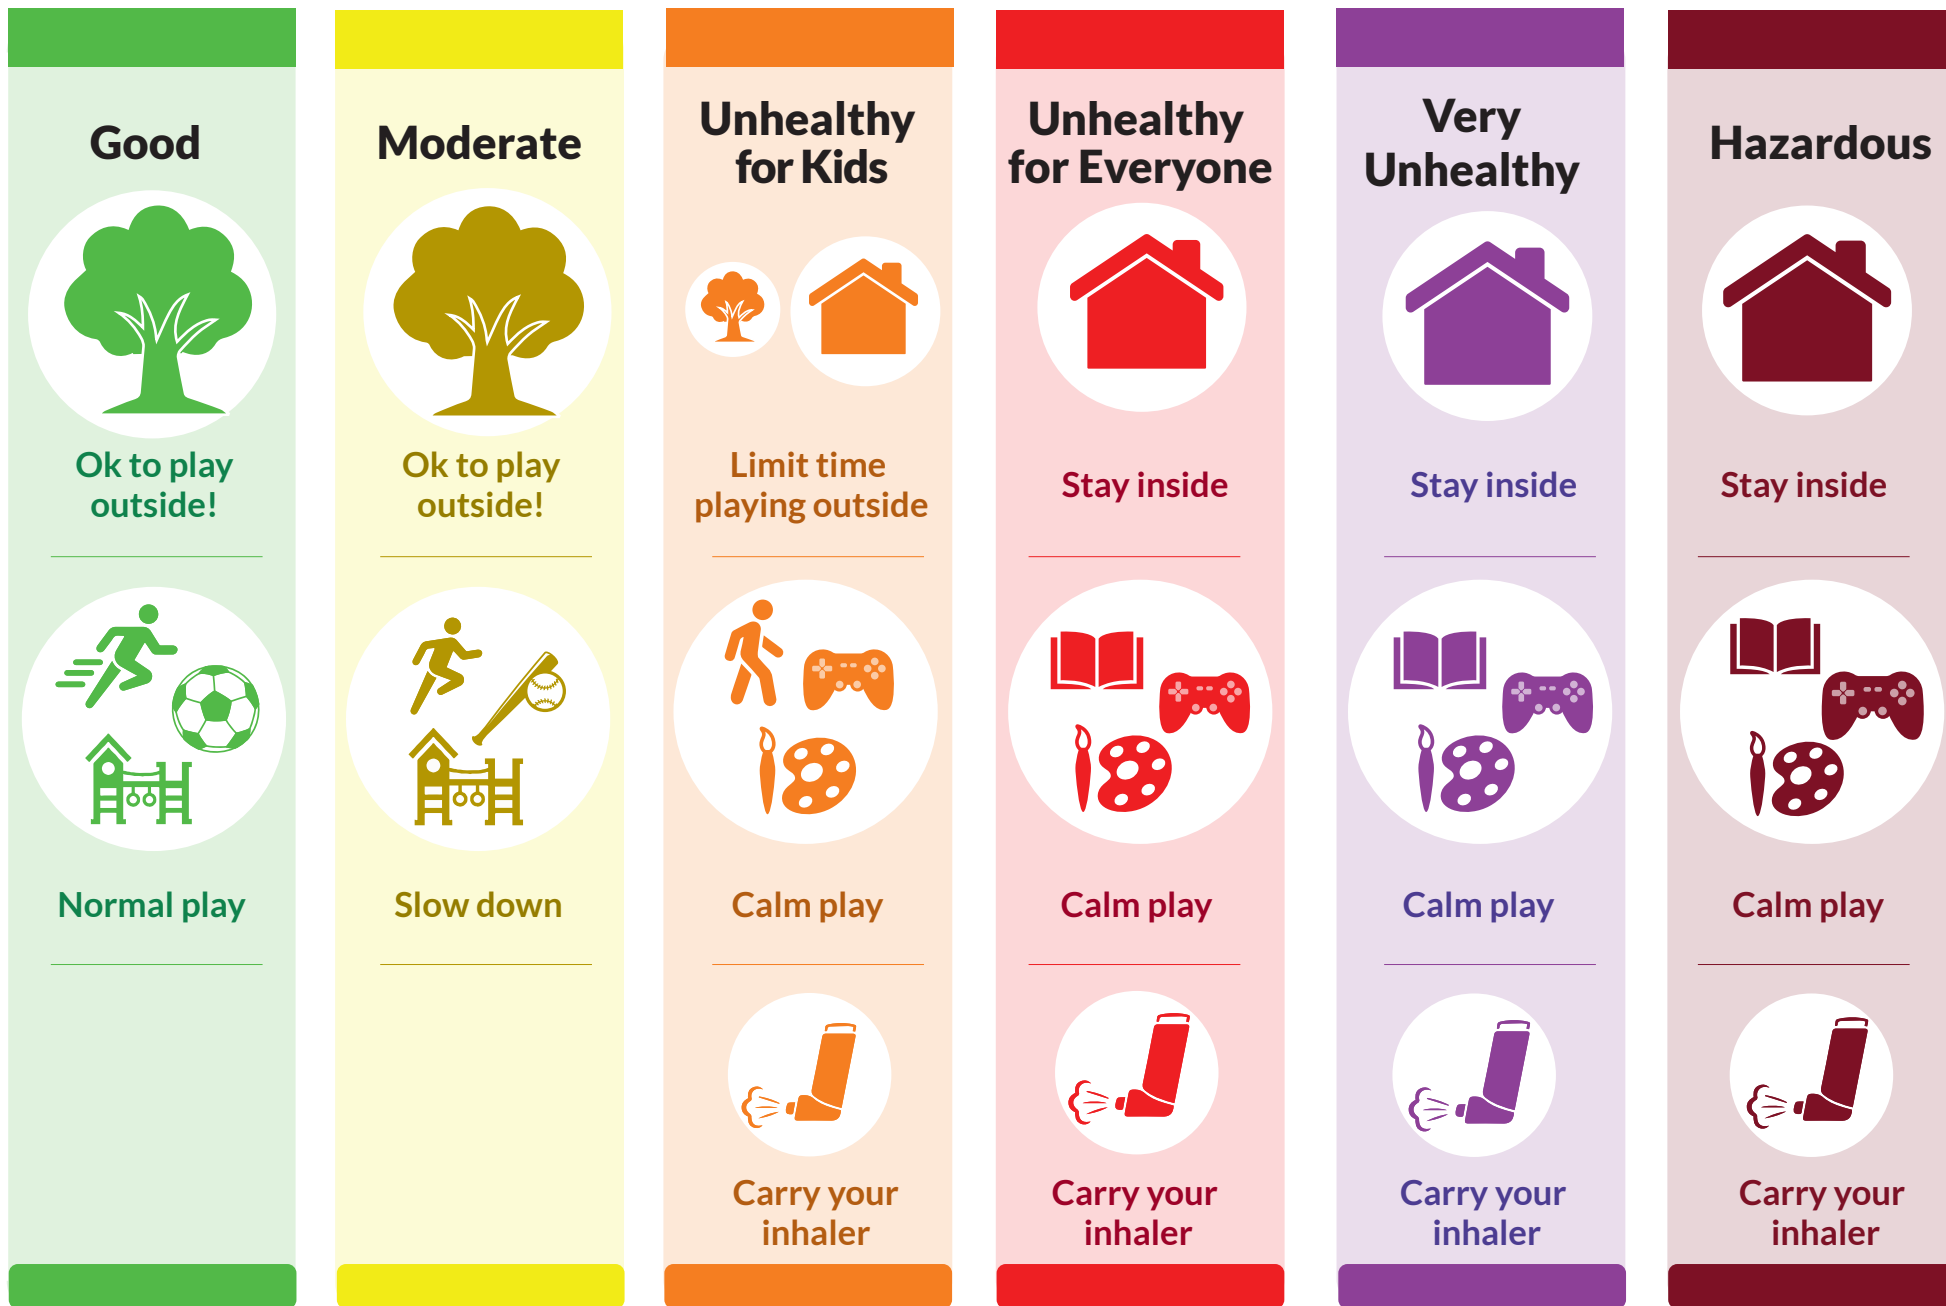 Good
Ok to play
outside!
Normal play
Moderate
Ok to play
outside!
Slow down
Unhealthy
for Kids
Limit time
playing outside
Calm play
Carry your
inhaler
Unhealthy
for Everyone
Stay inside
Calm play
Carry your
inhaler
Very
Unhealthy
Stay inside
Calm play
Carry your
inhaler
Hazardous
Stay inside
Calm play
Carry your
inhaler